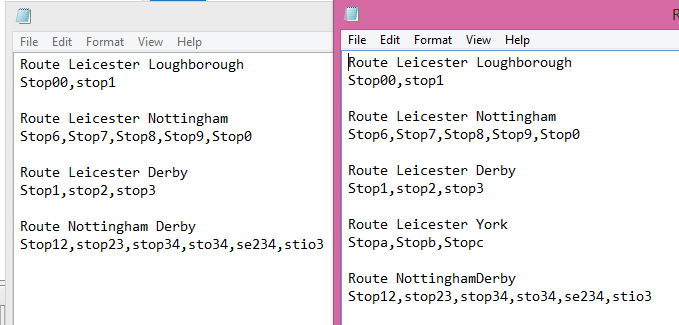 File Edit Format View Help
Route Leicester Loughborough
Stop00,stop1
Route Leicester Nottingham
Stop6,Stop7,Stop8,Stop9,Stop0
Route Leicester Derby
Stop1,stop2,stop3
Route Nottingham Derby
Stop12,stop23,stop34,sto34,se234,stio3
R
File Edit Format View Help
Route Leicester Loughborough
Stop00,stop1
Route Leicester Nottingham
Stop6,Stop7,Stop8,Stop9,Stop0
Route Leicester Derby
Stop1,stop2,stop3
Route Leicester York
Stopa,Stopb,Stopc
Route NottinghamDerby
Stop12,stop23,stop34,sto34,se234,stio3